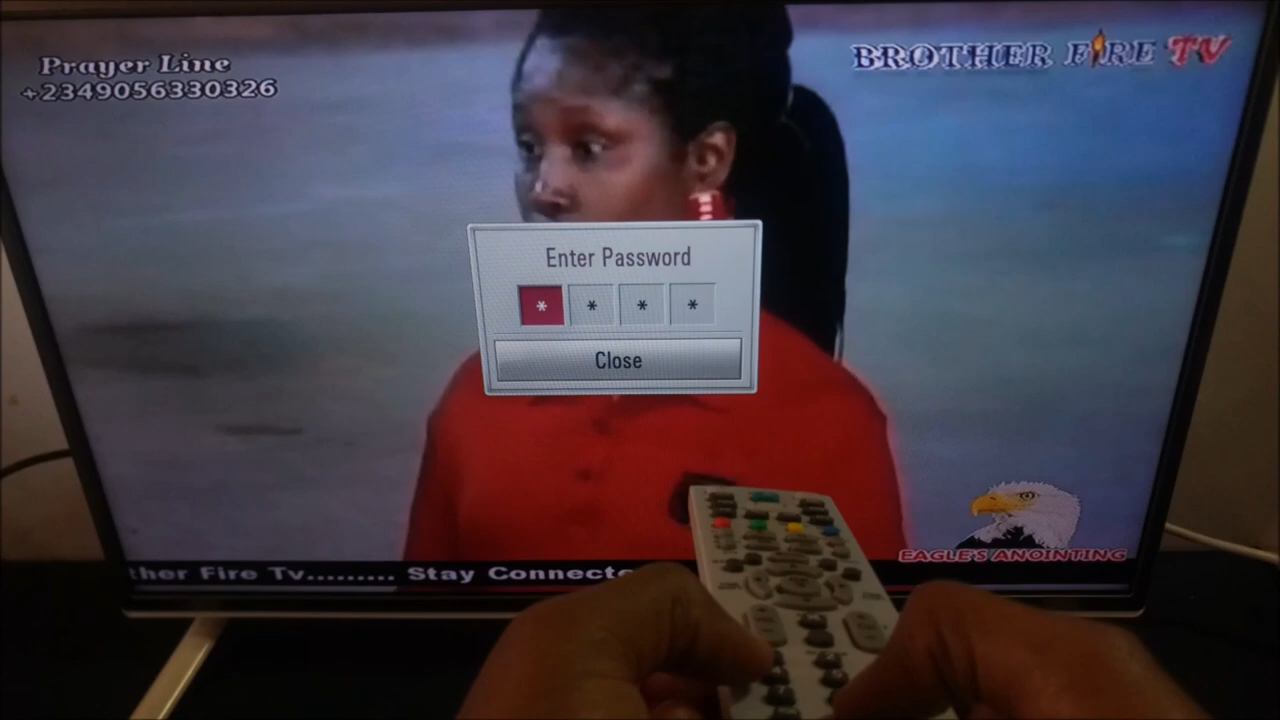 Prayer Line
+2349056330326
BROTHER FIRE TV
Enter Password
* * * *
Close
EAGLE'S ANOINTING
ther Fire Tv......... Stay Connecte